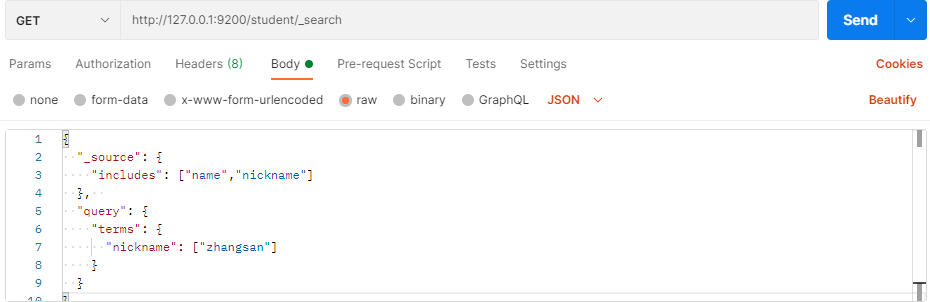 GET http://127.0.0.1:9200/student/_search Send
Params Authorization Headers (8) Body Pre-request Script Tests Settings Cookies
none form-data x-www-form-urlencoded raw binary GraphQL JSON Beautify
1 {
2 "_source": {
3 "includes": ["name","nickname"]
4 },
5 "query": {
6 "terms": {
7 "nickname": ["zhangsan"]
8 }
9 }
10 }